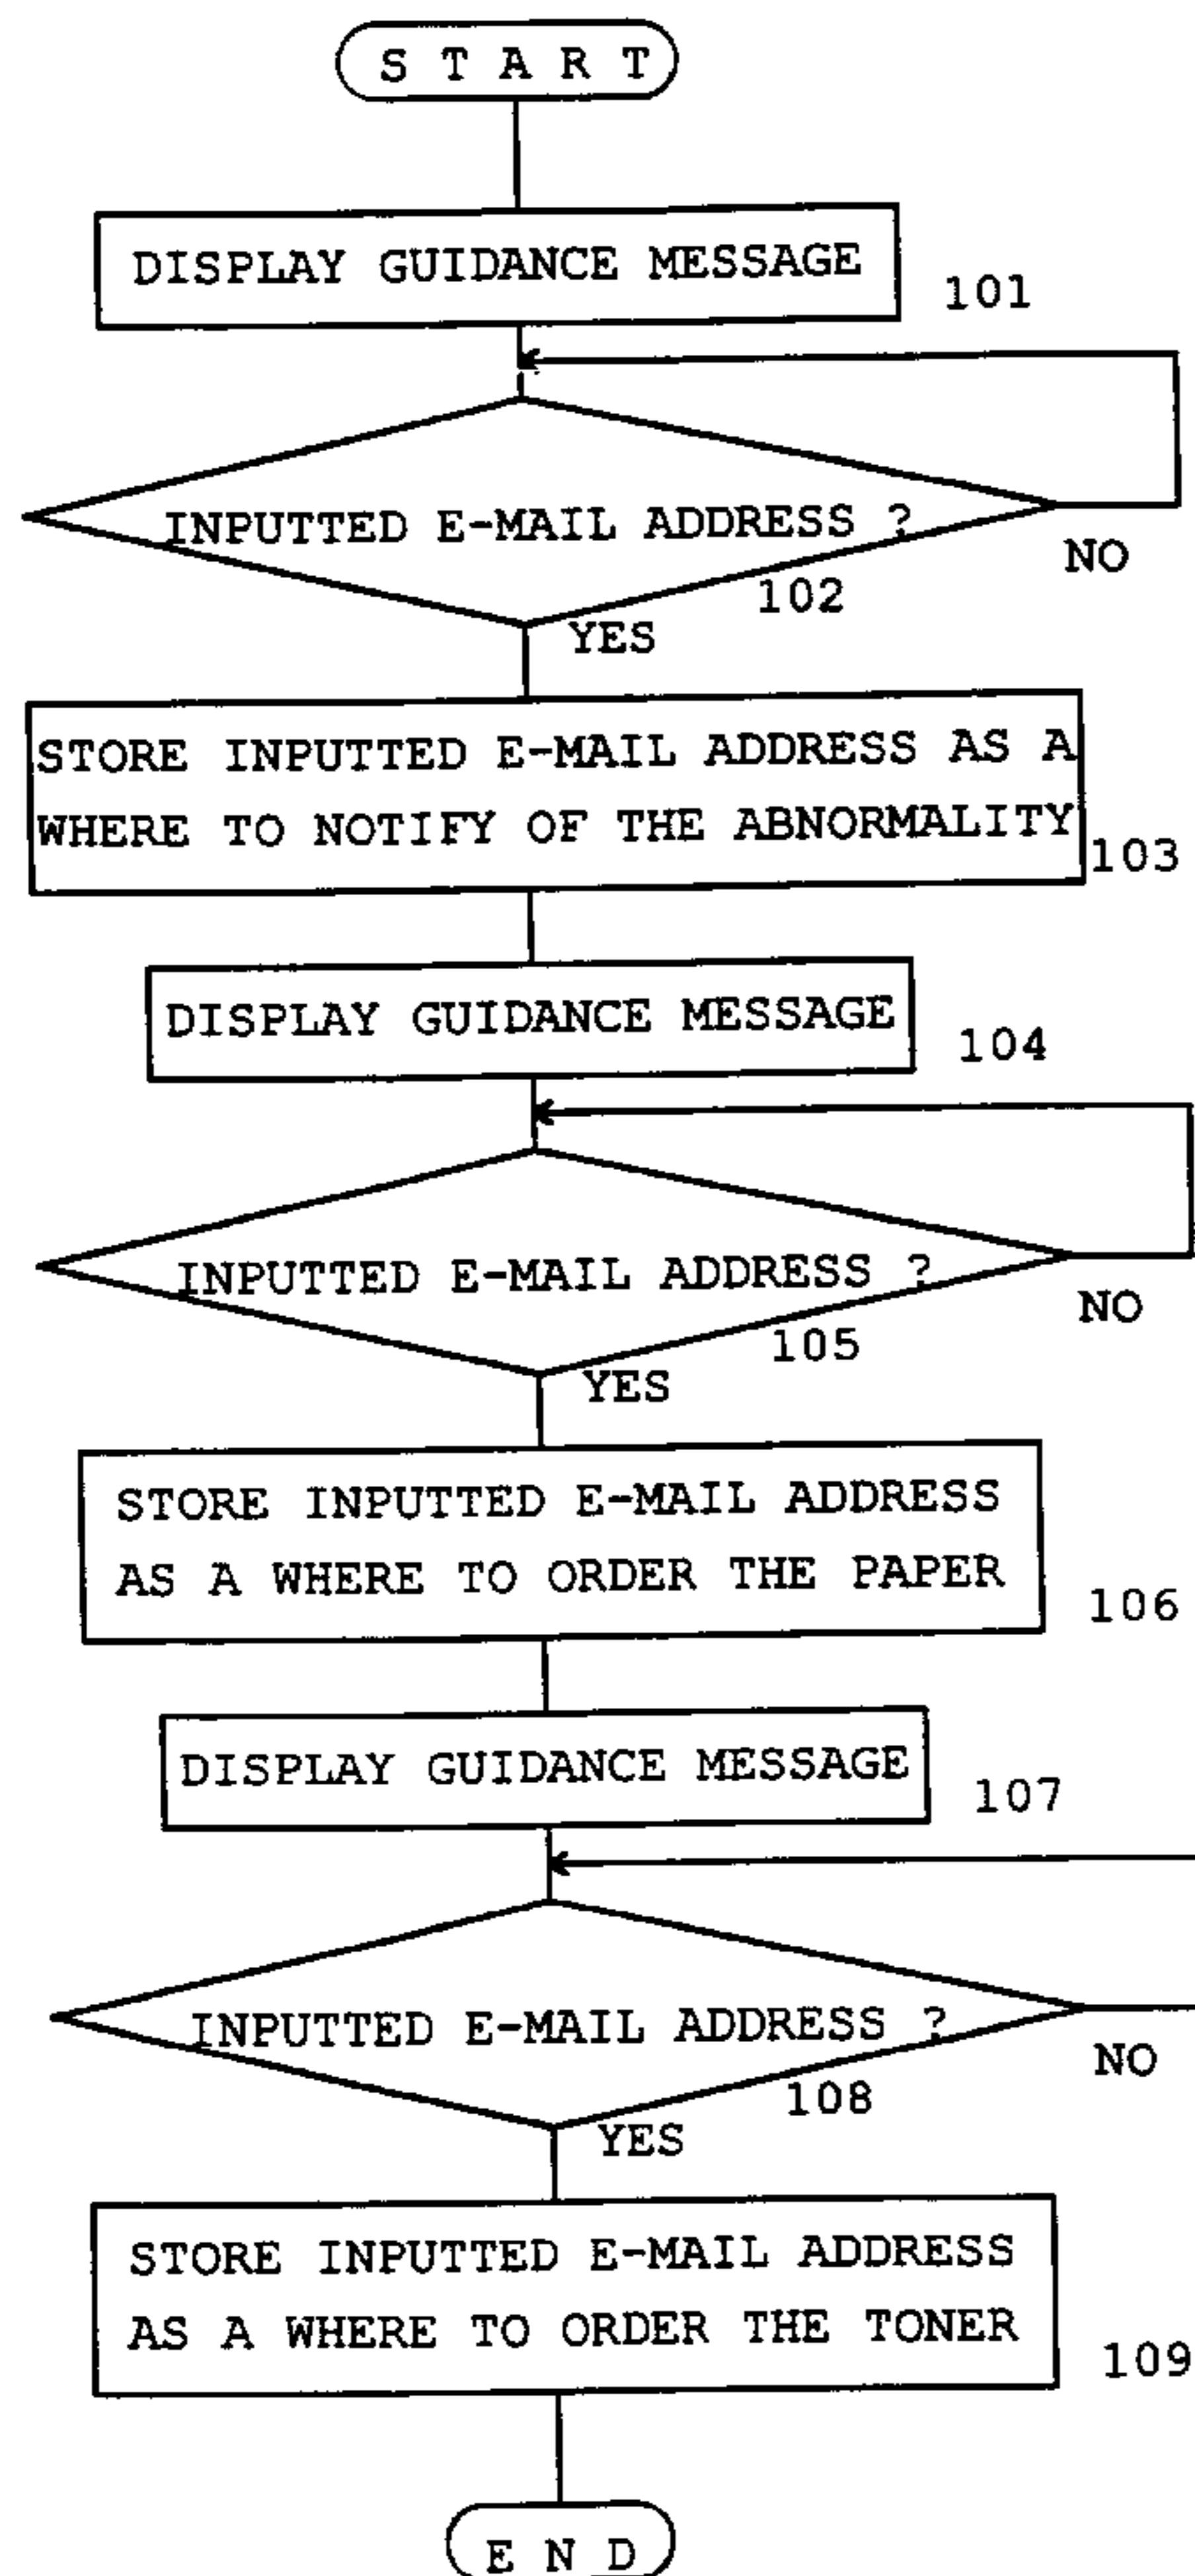 START
DISPLAY GUIDANCE MESSAGE
101
INPUTTED E-MAIL ADDRESS ?
NO
102
YES
STORE INPUTTED E-MAIL ADDRESS AS A
WHERE TO NOTIFY OF THE ABNORMALITY
103
DISPLAY GUIDANCE MESSAGE
104
INPUTTED E-MAIL ADDRESS ?
NO
105
YES
STORE INPUTTED E-MAIL ADDRESS
AS A WHERE TO ORDER THE PAPER
106
DISPLAY GUIDANCE MESSAGE
107
INPUTTED E-MAIL ADDRESS ?
NO
108
YES
STORE INPUTTED E-MAIL ADDRESS
AS A WHERE TO ORDER THE TONER
109
END